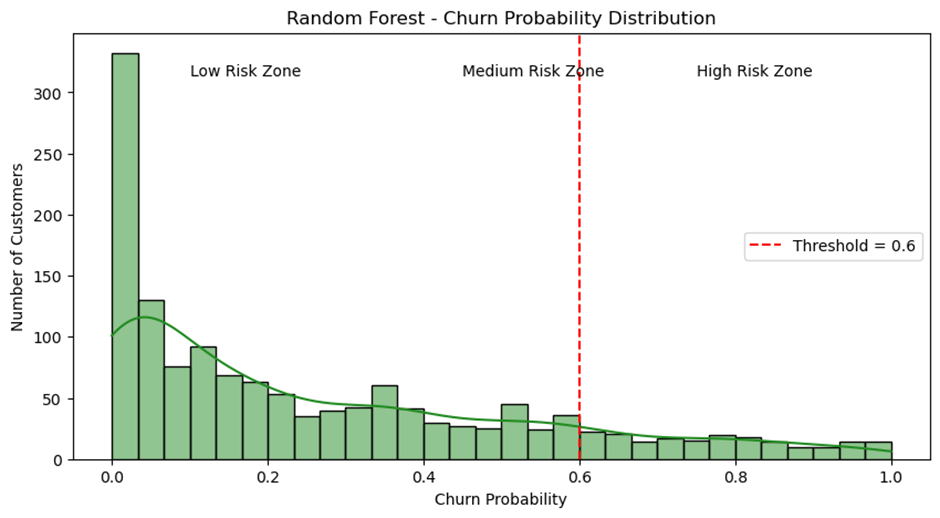 Random Forest - Churn Probability Distribution
Low Risk Zone
Medium Risk Zone
High Risk Zone
Threshold = 0.6
Number of Customers
300
250
200
150
100
50
0
0.0
0.2
0.4
0.6
0.8
1.0
Churn Probability